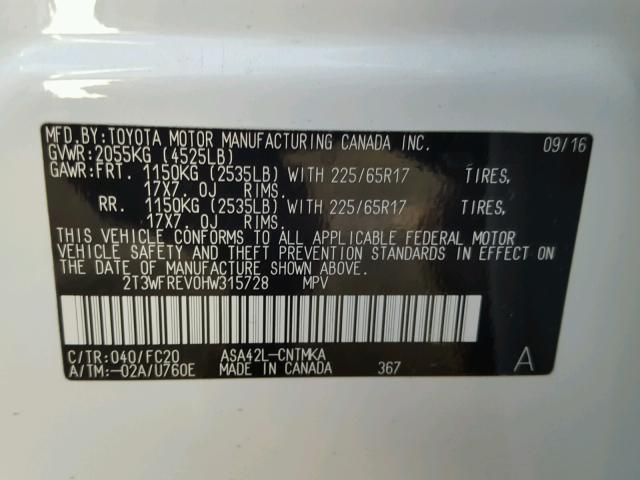 MFD.BY:TOYOTA MOTOR MANUFACTURING CANADA INC. 09/16
GVWR:2055KG (4525LB)
GAWR:FRT. 1150KG (2535LB) WITH 225/65R17 TIRES,
17X7.0J RIMS.
RR. 1150KG (2535LB) WITH 225/65R17 TIRES,
17X7.0J RIMS.
THIS VEHICLE CONFORMS TO ALL APPLICABLE FEDERAL MOTOR
VEHICLE SAFETY AND THEFT PREVENTION STANDARDS IN EFFECT ON
THE DATE OF MANUFACTURE SHOWN ABOVE.
2T3WFREV0HW315728 MPV
C/TR:040/FC20 ASA42L-CNTMKA
A/TM:-02A/U760E MADE IN CANADA 367 A